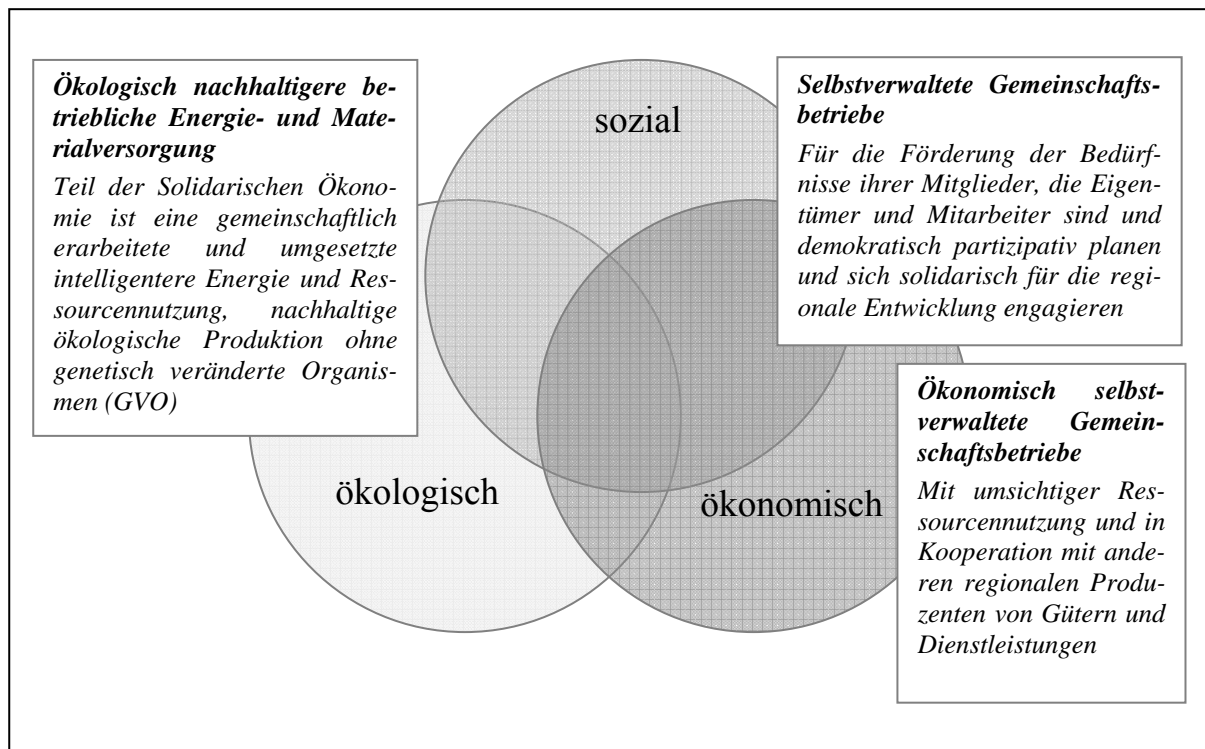 Ökologisch nachhaltigere be-
triebliche Energie- und Mate-
rialversorgung
Teil der Solidarischen Ökono-
mie ist eine gemeinschaftlich
erarbeitete und umgesetzte
intelligentere Energie und Res-
sourcennutzung, nachhaltige
ökologische Produktion ohne
genetisch veränderte Organis-
men (GVO)
sozial
Selbstverwaltete Gemeinschafts-
betriebe
Für die Förderung der Bedürf-
nisse ihrer Mitglieder, die Eigen-
tümer und Mitarbeiter sind und
demokratisch partizipativ planen
und sich solidarisch für die regi-
onale Entwicklung engagieren
ökologisch
ökonomisch
Ökonomisch selbst-
verwaltete Gemein-
schaftsbetriebe
Mit umsichtiger Res-
sourcennutzung und in
Kooperation mit ande-
ren regionalen Produ-
zenten von Gütern und
Dienstleistungen